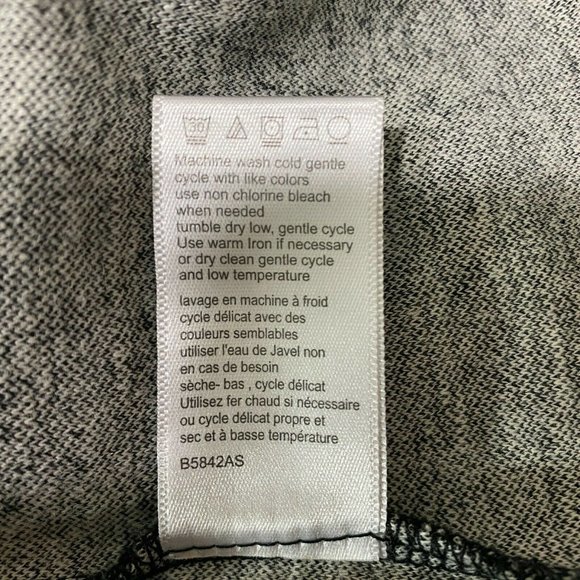 30
Machine wash cold gentle
cycle with like colors
use non chlorine bleach
when needed
tumble dry low, gentle cycle
Use warm Iron if necessary
or dry clean gentle cycle
and low temperature
lavage en machine à froid
cycle délicat avec des
couleurs semblables
utiliser l'eau de Javel non
en cas de besoin
sèche- bas , cycle délicat
Utilisez fer chaud si nécessaire
ou cycle délicat propre et
sec et à basse température
B5842AS